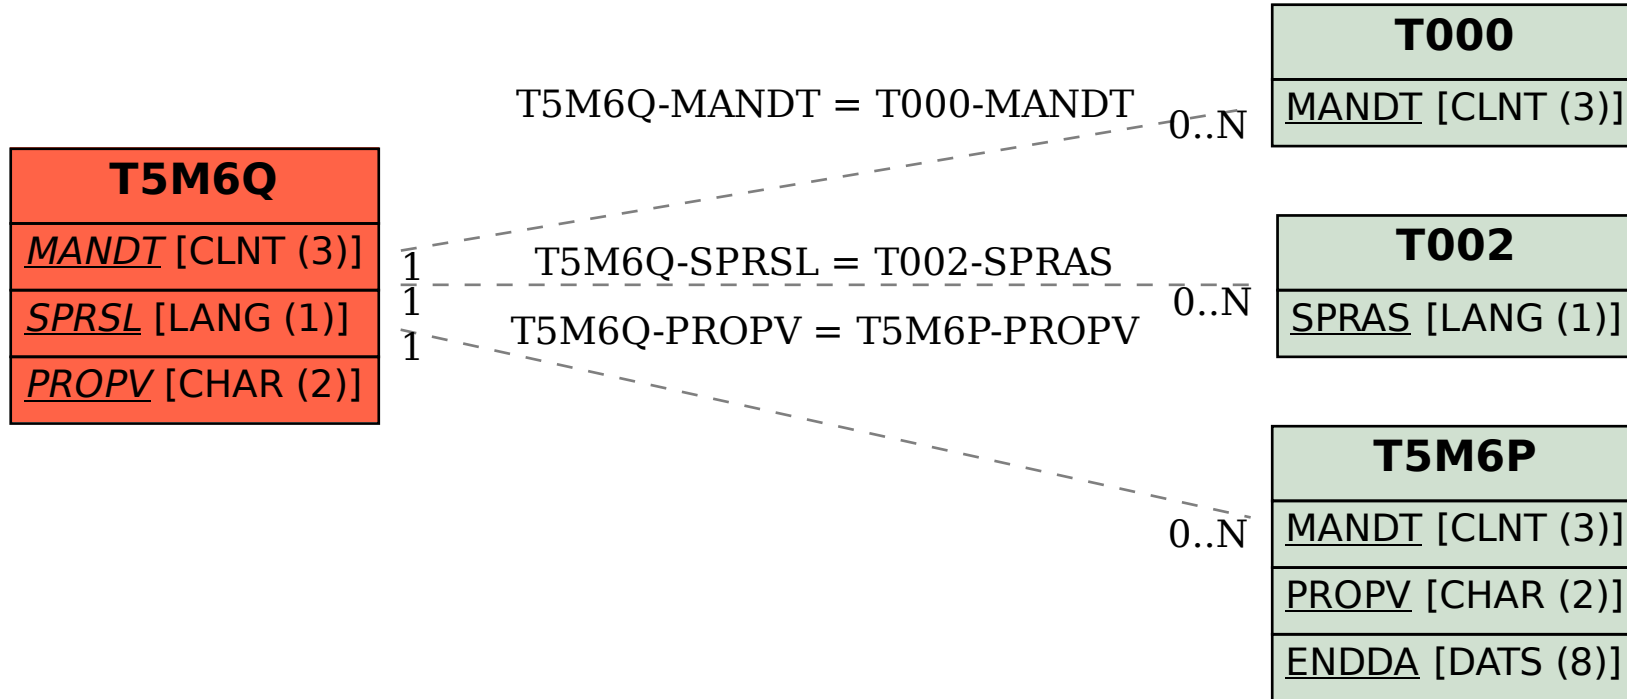 T5M6Q
MANDT [CLNT (3)]
SPRSL [LANG (1)]
PROPV [CHAR (2)]
T5M6Q-MANDT = T000-MANDT
0..N
1
T5M6Q-SPRSL = T002-SPRAS
1
0..N
T5M6Q-PROPV = T5M6P-PROPV
1
0..N
T000
MANDT [CLNT (3)]
T002
SPRAS [LANG (1)]
T5M6P
MANDT [CLNT (3)]
PROPV [CHAR (2)]
ENDDA [DATS (8)]